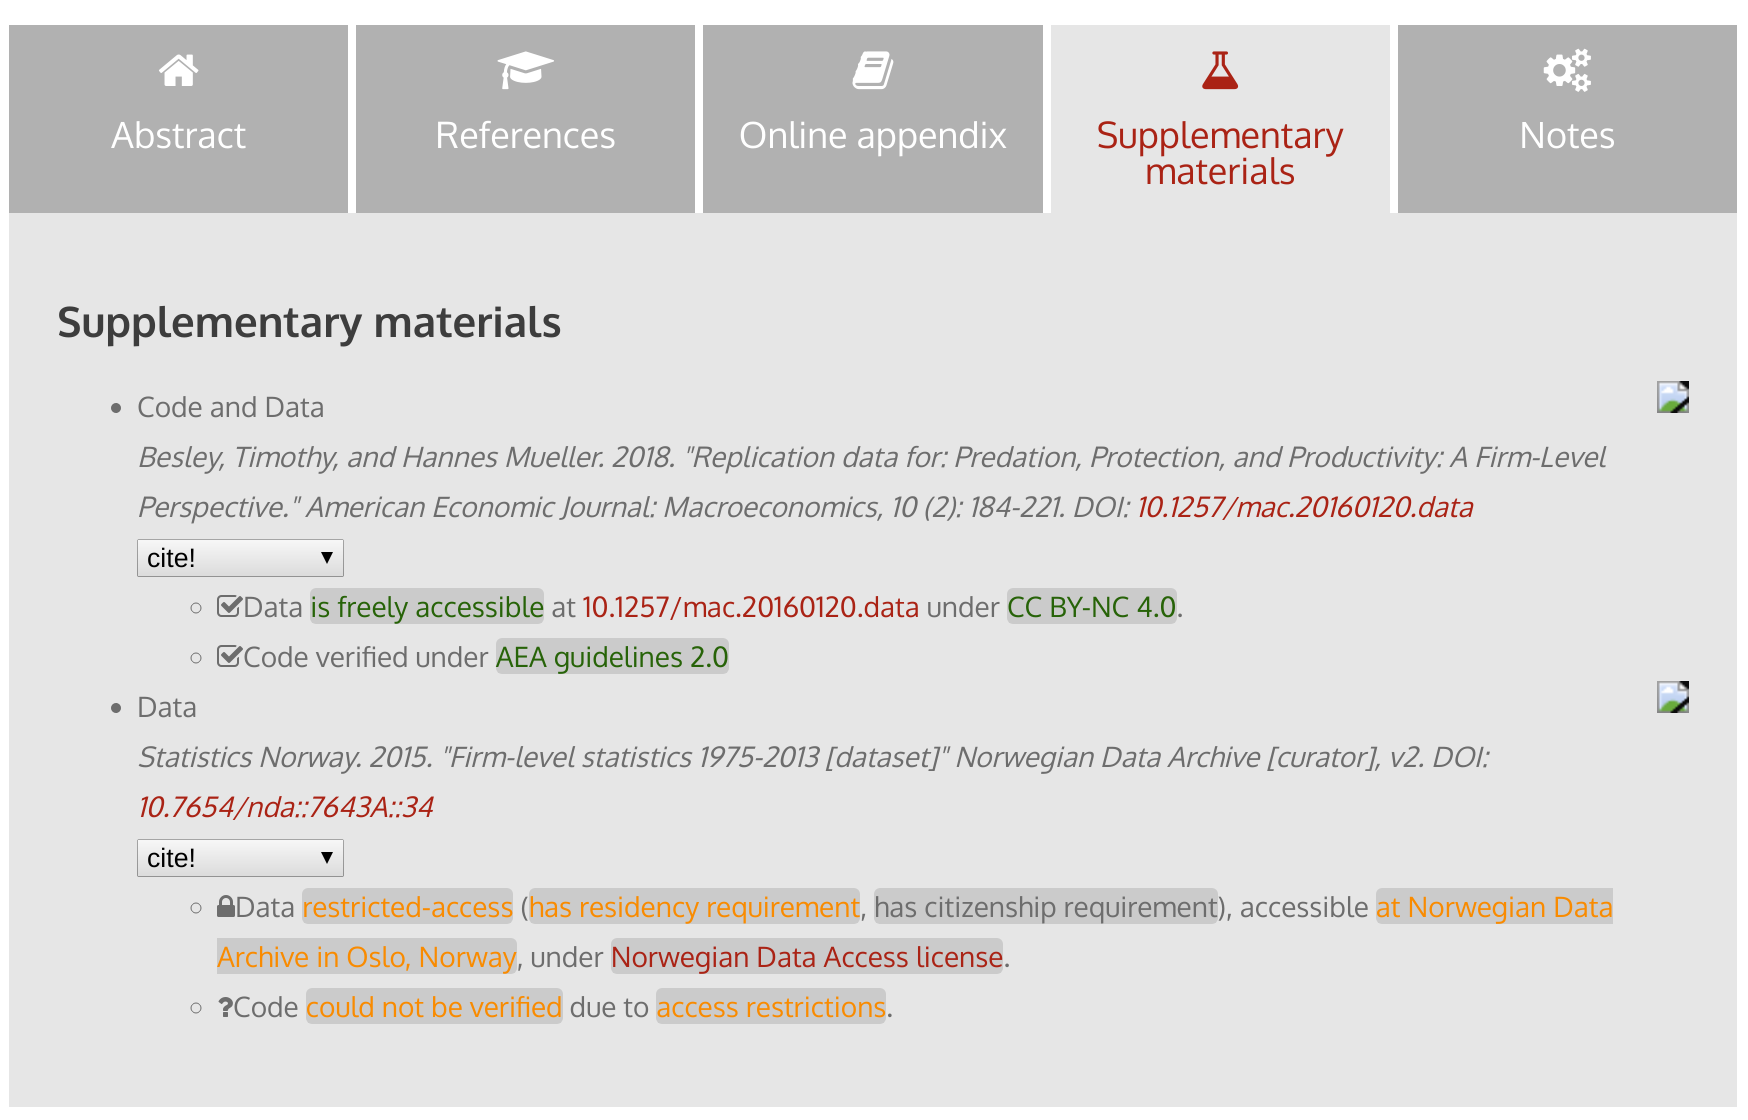 Abstract
References
Online appendix
Supplementary
materials
Notes
Supplementary materials
Code and Data
Besley, Timothy, and Hannes Mueller. 2018. "Replication data for: Predation, Protection, and Productivity: A Firm-Level
Perspective." American Economic Journal: Macroeconomics, 10 (2): 184-221. DOI: 10.1257/mac.20160120.data
cite!
Data is freely accessible at 10.1257/mac.20160120.data under CC BY-NC 4.0.
Code verified under AEA guidelines 2.0
Data
Statistics Norway. 2015. "Firm-level statistics 1975-2013 [dataset]" Norwegian Data Archive [curator], v2. DOI:
10.7654/nda::7643A::34
cite!
Data restricted-access (has residency requirement, has citizenship requirement), accessible at Norwegian Data
Archive in Oslo, Norway, under Norwegian Data Access license.
?Code could not be verified due to access restrictions.